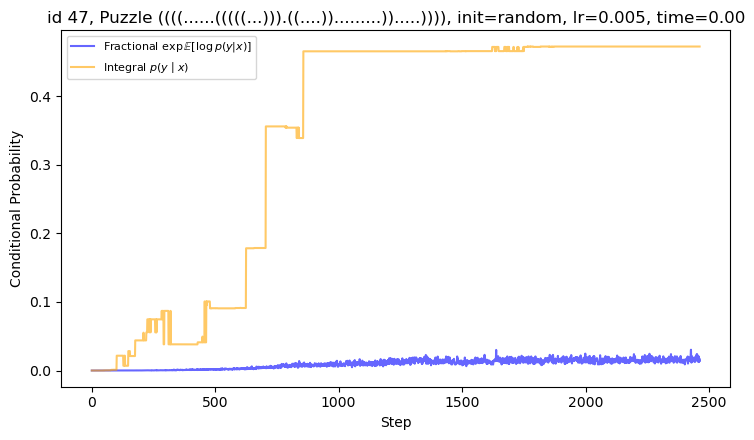 id 47, Puzzle ((((......(((((...))).((....)).........)).....)))), init=random, lr=0.005, time=0.00
Fractional exp 𝔼[log p(y|x)]
Integral p(y | x)
Conditional Probability
0.4
0.3
0.2
0.1
0.0
0 500 1000 1500 2000 2500
Step